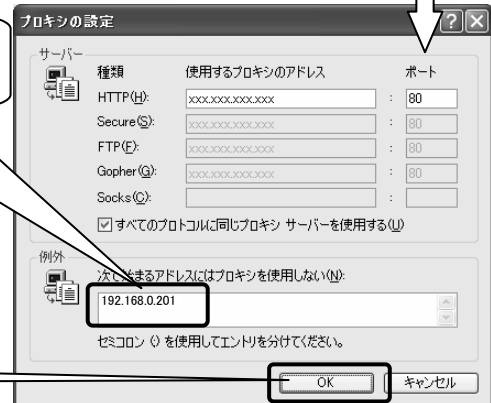 プロキシの設定
サーバー
種類 使用するプロキシのアドレス ポート
HTTP(H): xxx.xxx.xxx.xxx : 80
Secure(S): xxx.xxx.xxx.xxx : 80
FTP(F): xxx.xxx.xxx.xxx : 80
Gopher(G): xxx.xxx.xxx.xxx : 80
Socks(C): :
すべてのプロトコルに同じプロキシ サーバーを使用する(U)
例外
次で始まるアドレスにはプロキシを使用しない(N):
192.168.0.201
セミコロン (;) を使用してエントリを分けてください。
OK キャンセル